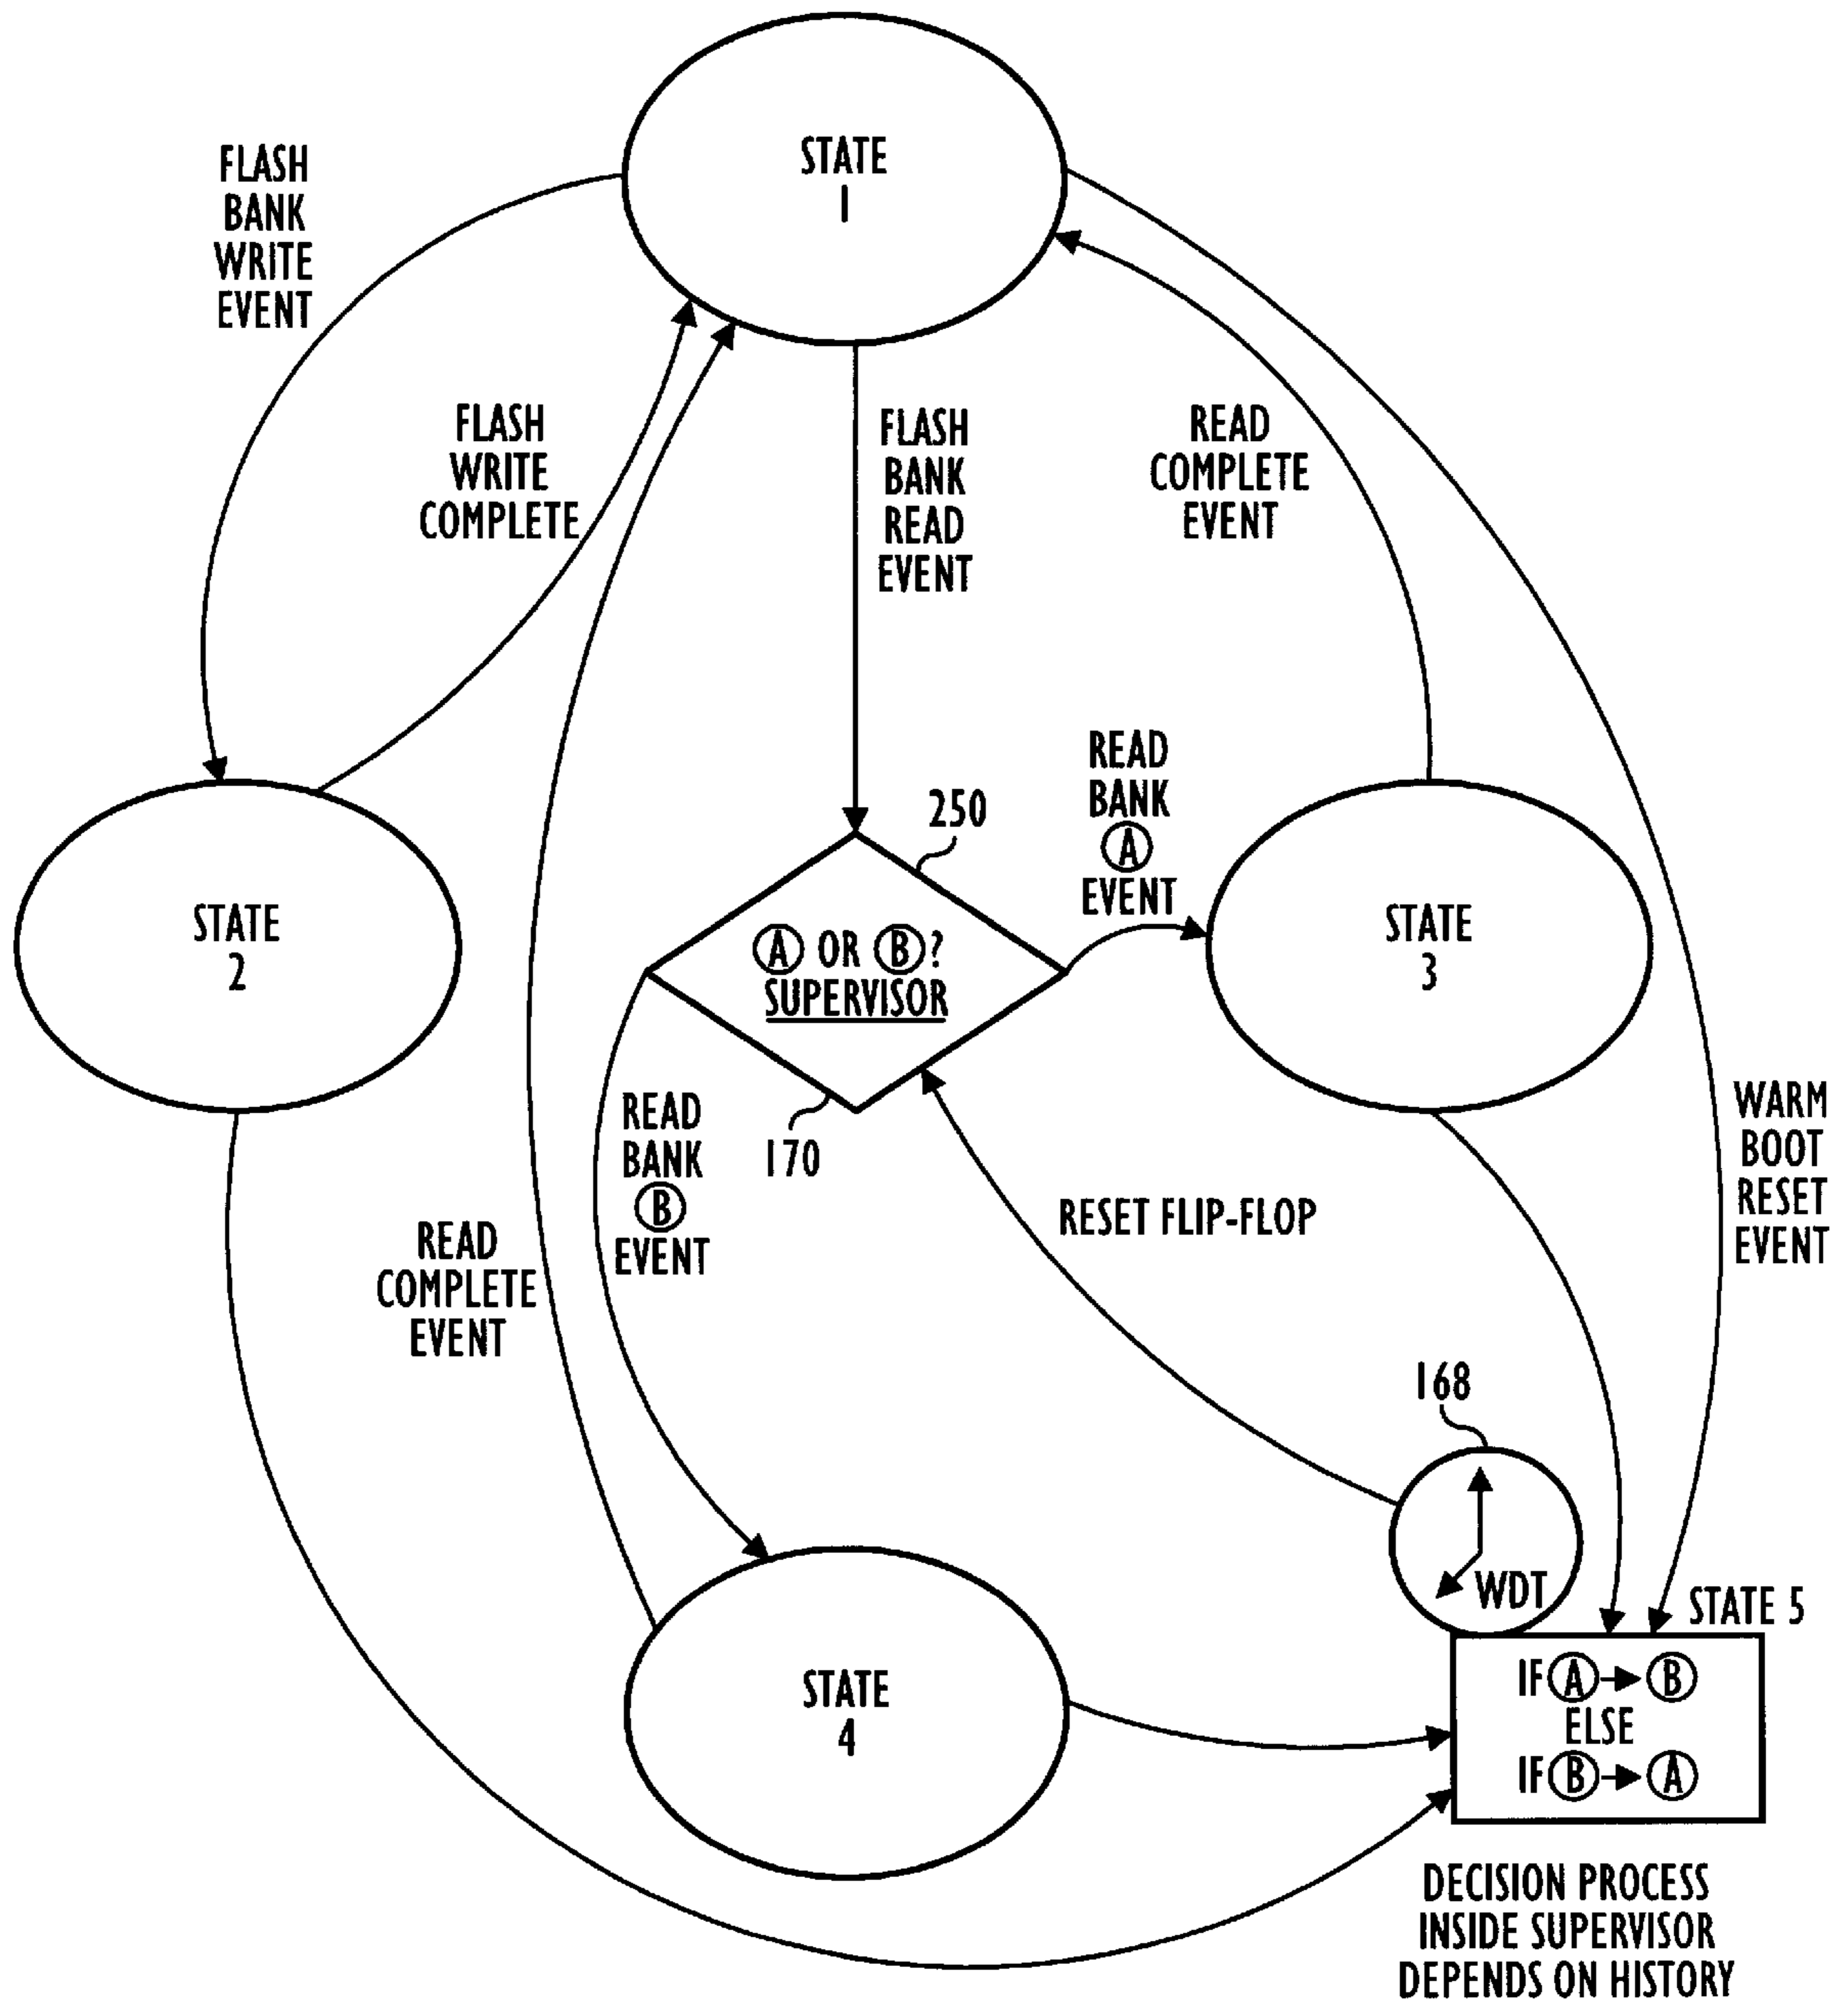 STATE
1
FLASH
BANK
WRITE
EVENT
FLASH
WRITE
COMPLETE
FLASH
BANK
READ
EVENT
READ
COMPLETE
EVENT
READ
BANK
A
EVENT
250
STATE
2
A OR B?
SUPERVISOR
STATE
3
170
READ
BANK
B
EVENT
READ
COMPLETE
EVENT
RESET FLIP-FLOP
WARM
BOOT
RESET
EVENT
168
WDT
STATE 5
STATE
4
IF A → B
ELSE
IF B → A
DECISION PROCESS
INSIDE SUPERVISOR
DEPENDS ON HISTORY